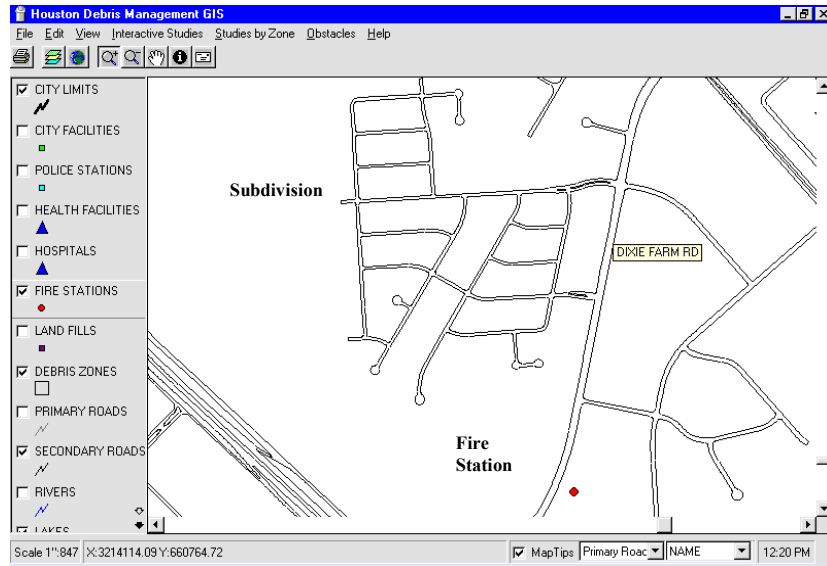 Houston Debris Management GIS
File Edit View Interactive Studies Studies by Zone Obstacles Help
CITY LIMITS
CITY FACILITIES
POLICE STATIONS
HEALTH FACILITIES
HOSPITALS
FIRE STATIONS
LAND FILLS
DEBRIS ZONES
PRIMARY ROADS
SECONDARY ROADS
RIVERS
LAKES
Subdivision
DIXIE FARM RD
Fire
Station
Scale 1":847 X:3214114.09 Y:660764.72 MapTips Primary Roac NAME 12:20 PM